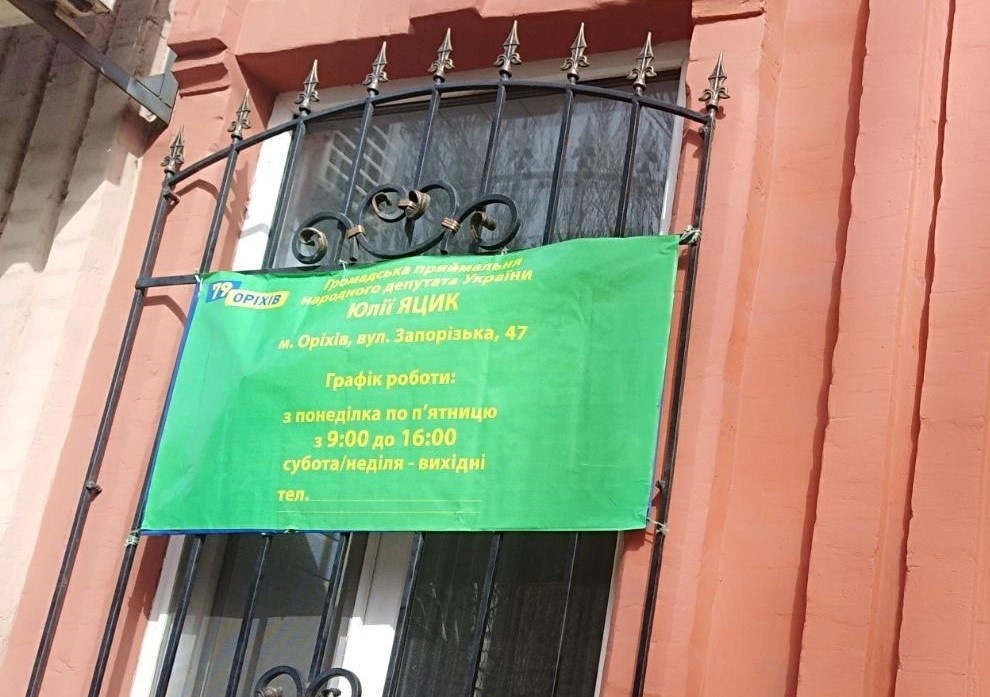 79 ОРІХІВ
Громадська приймальня
народного депутата України
Юлії ЯЦИК
м. Оріхів, вул. Запорізька, 47
Графік роботи:
з понеділка по п'ятницю
з 9:00 до 16:00
субота/неділя - вихідні
тел.